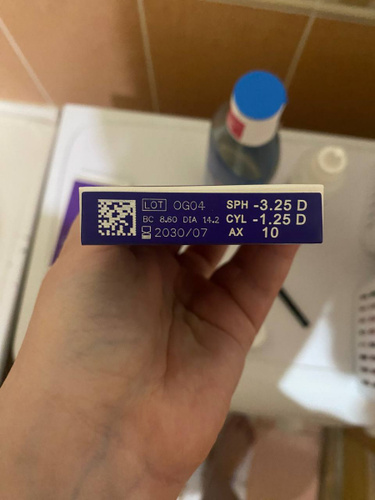 LOT OG04 SPH -3.25 D
BC 8.60 DIA 14.2 CYL -1.25 D
2030/07 AX 10